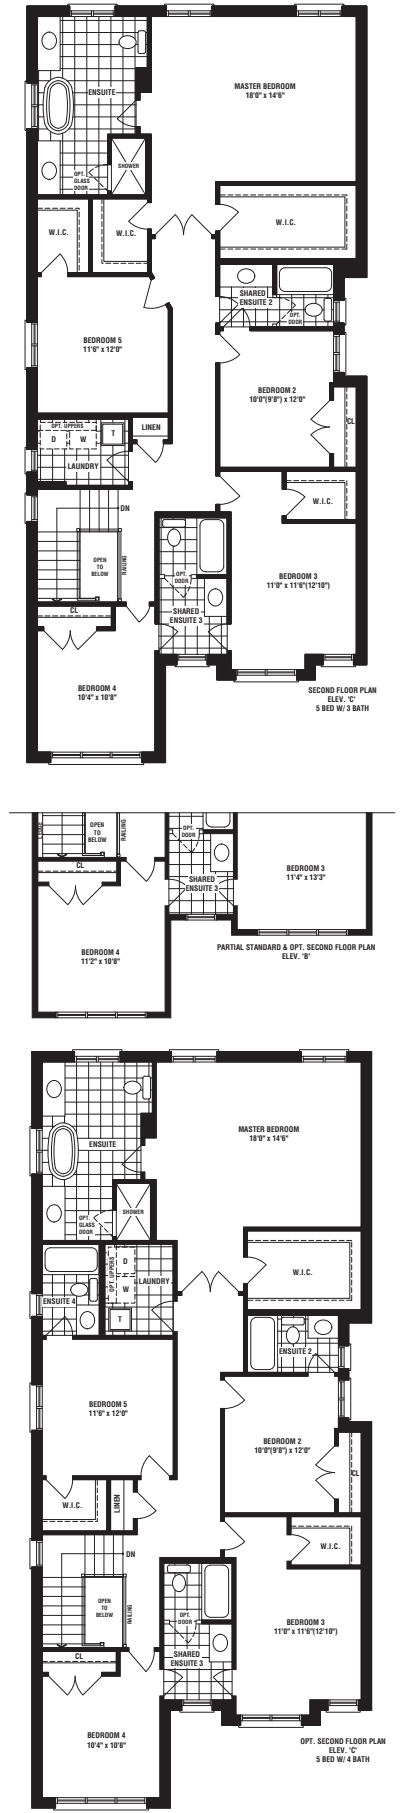 MASTER BEDROOM
18'0" x 14'6"
ENSUITE
OPT.
GLASS
DOOR
SHOWER
W.I.C.
W.I.C.
W.I.C.
SHARED
ENSUITE 2
OPT.
DOOR
BEDROOM 5
11'6" x 12'0"
BEDROOM 2
10'0"(9'8") x 12'0"
CL
OPT. UPPERS
D
W
T
LINEN
LAUNDRY
W.I.C.
DN
OPEN
TO
BELOW
RAILING
OPT.
DOOR
SHARED
ENSUITE 3
BEDROOM 3
11'0" x 11'6"(12'10")
CL
BEDROOM 4
10'4" x 10'8"
SECOND FLOOR PLAN
ELEV. 'C'
5 BED W/ 3 BATH
OPEN
TO
BELOW
RAILING
OPT.
DOOR
CL
SHARED
ENSUITE 3
BEDROOM 3
11'4" x 13'3"
BEDROOM 4
11'2" x 10'8"
PARTIAL STANDARD & OPT. SECOND FLOOR PLAN
ELEV. 'B'
MASTER BEDROOM
18'0" x 14'6"
ENSUITE
OPT.
GLASS
DOOR
SHOWER
OPT. UPPERS
D
W
T
LAUNDRY
W.I.C.
ENSUITE 4
ENSUITE 2
BEDROOM 5
11'6" x 12'0"
BEDROOM 2
10'0"(9'8") x 12'0"
CL
W.I.C.
LINEN
W.I.C.
DN
OPEN
TO
BELOW
RAILING
OPT.
DOOR
SHARED
ENSUITE 3
BEDROOM 3
11'0" x 11'6"(12'10")
CL
BEDROOM 4
10'4" x 10'8"
OPT. SECOND FLOOR PLAN
ELEV. 'C'
5 BED W/ 4 BATH